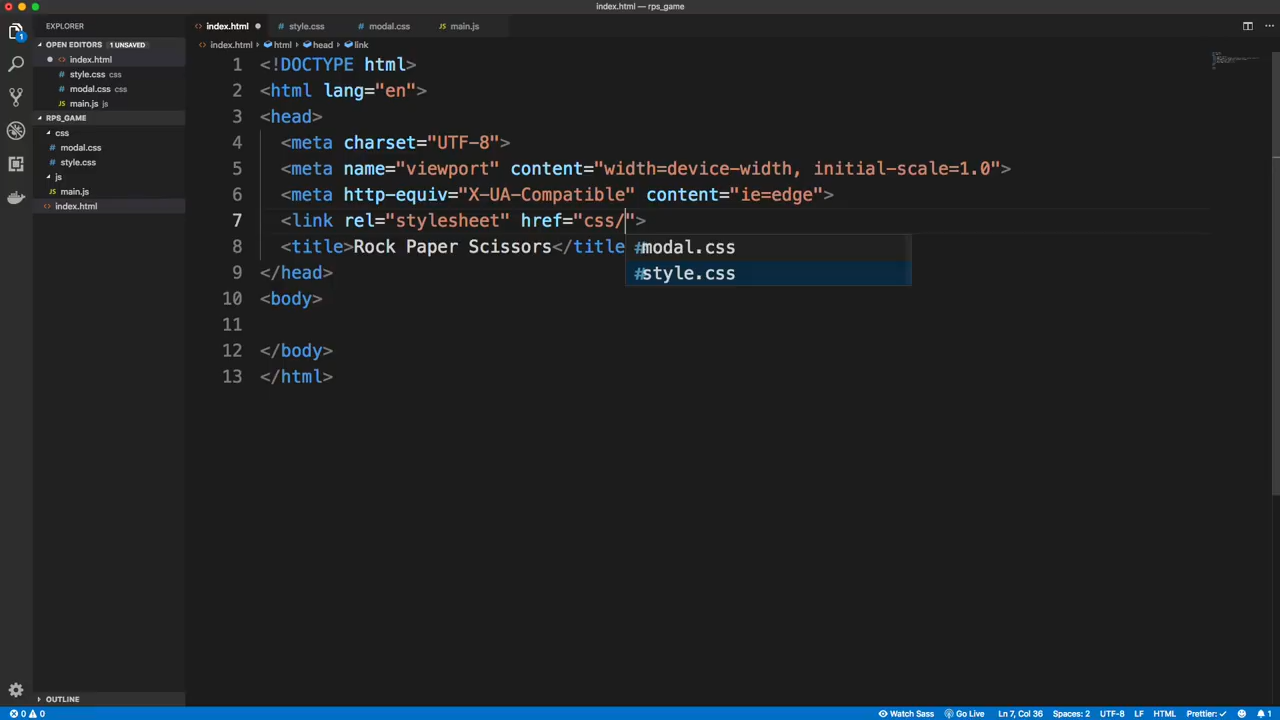 index.html — rps_game
EXPLORER
OPEN EDITORS 1 UNSAVED
index.html
style.css css
modal.css css
main.js js
RPS_GAME
css
modal.css
style.css
js
main.js
index.html
OUTLINE
index.html
style.css
modal.css
main.js
index.html html head link
1 <!DOCTYPE html>
2 <html lang="en">
3 <head>
4 <meta charset="UTF-8">
5 <meta name="viewport" content="width=device-width, initial-scale=1.0">
6 <meta http-equiv="X-UA-Compatible" content="ie=edge">
7 <link rel="stylesheet" href="css/">
8 <title>Rock Paper Scissors</title
modal.css
style.css
9 </head>
10 <body>
11
12 </body>
13 </html>
0 0 Watch Sass Go Live Ln 7, Col 36 Spaces: 2 UTF-8 LF HTML Prettier: ✓ 1